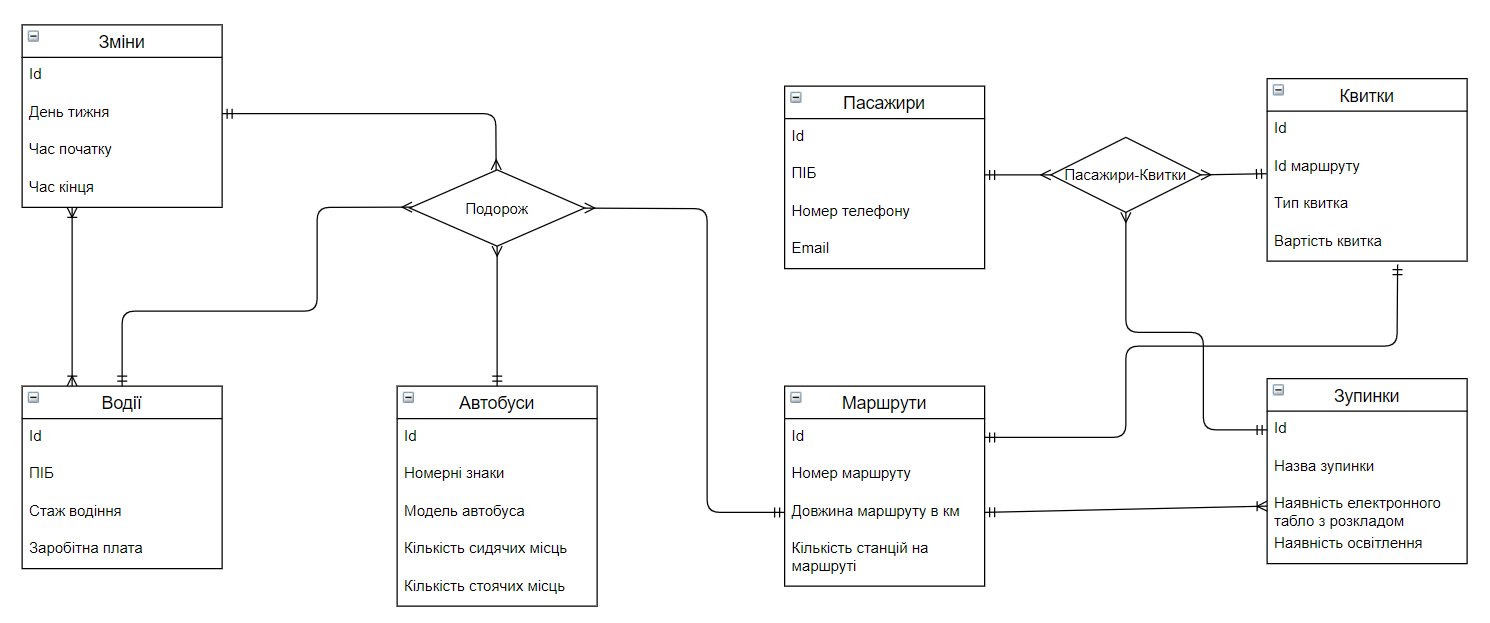 Зміни
Id
День тижня
Час початку
Час кінця
Подорож
Пасажири
Id
ПІБ
Номер телефону
Email
Пасажири-Квитки
Квитки
Id
Id маршруту
Тип квитка
Вартість квитка
Водії
Id
ПІБ
Стаж водіння
Заробітна плата
Автобуси
Id
Номерні знаки
Модель автобуса
Кількість сидячих місць
Кількість стоячих місць
Маршрути
Id
Номер маршруту
Довжина маршруту в км
Кількість станцій на
маршруті
Зупинки
Id
Назва зупинки
Наявність електронного
табло з розкладом
Наявність освітлення